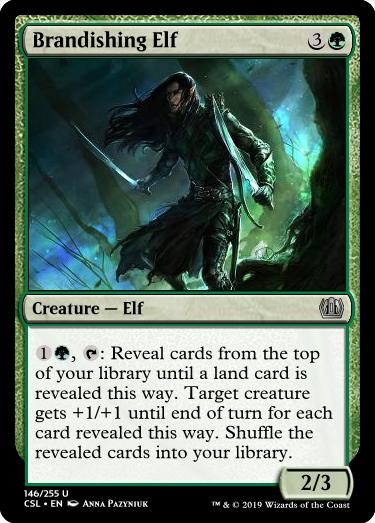 Brandishing Elf 3
Creature — Elf
1, : Reveal cards from the top
of your library until a land card is
revealed this way. Target creature
gets +1/+1 until end of turn for each
card revealed this way. Shuffle the
revealed cards into your library.
2/3
146/255 U
CSL • EN Anna Pazyniuk ™ & © 2019 Wizards of the Coast